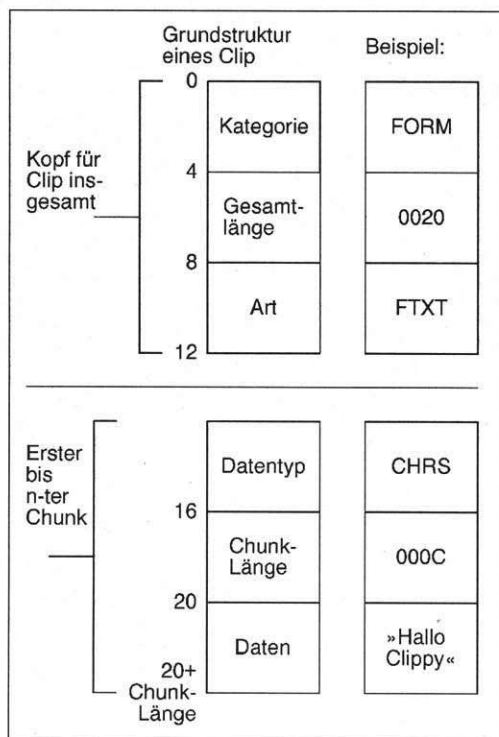 Grundstruktur
eines Clip
Beispiel:
0
Kategorie
FORM
Kopf für
Clip ins-
gesamt
4
Gesamt-
länge
0020
8
Art
FTXT
12
Erster
bis
n-ter
Chunk
Datentyp
CHRS
16
Chunk-
Länge
000C
20
Daten
»Hallo
Clippy«
20+
Chunk-
Länge